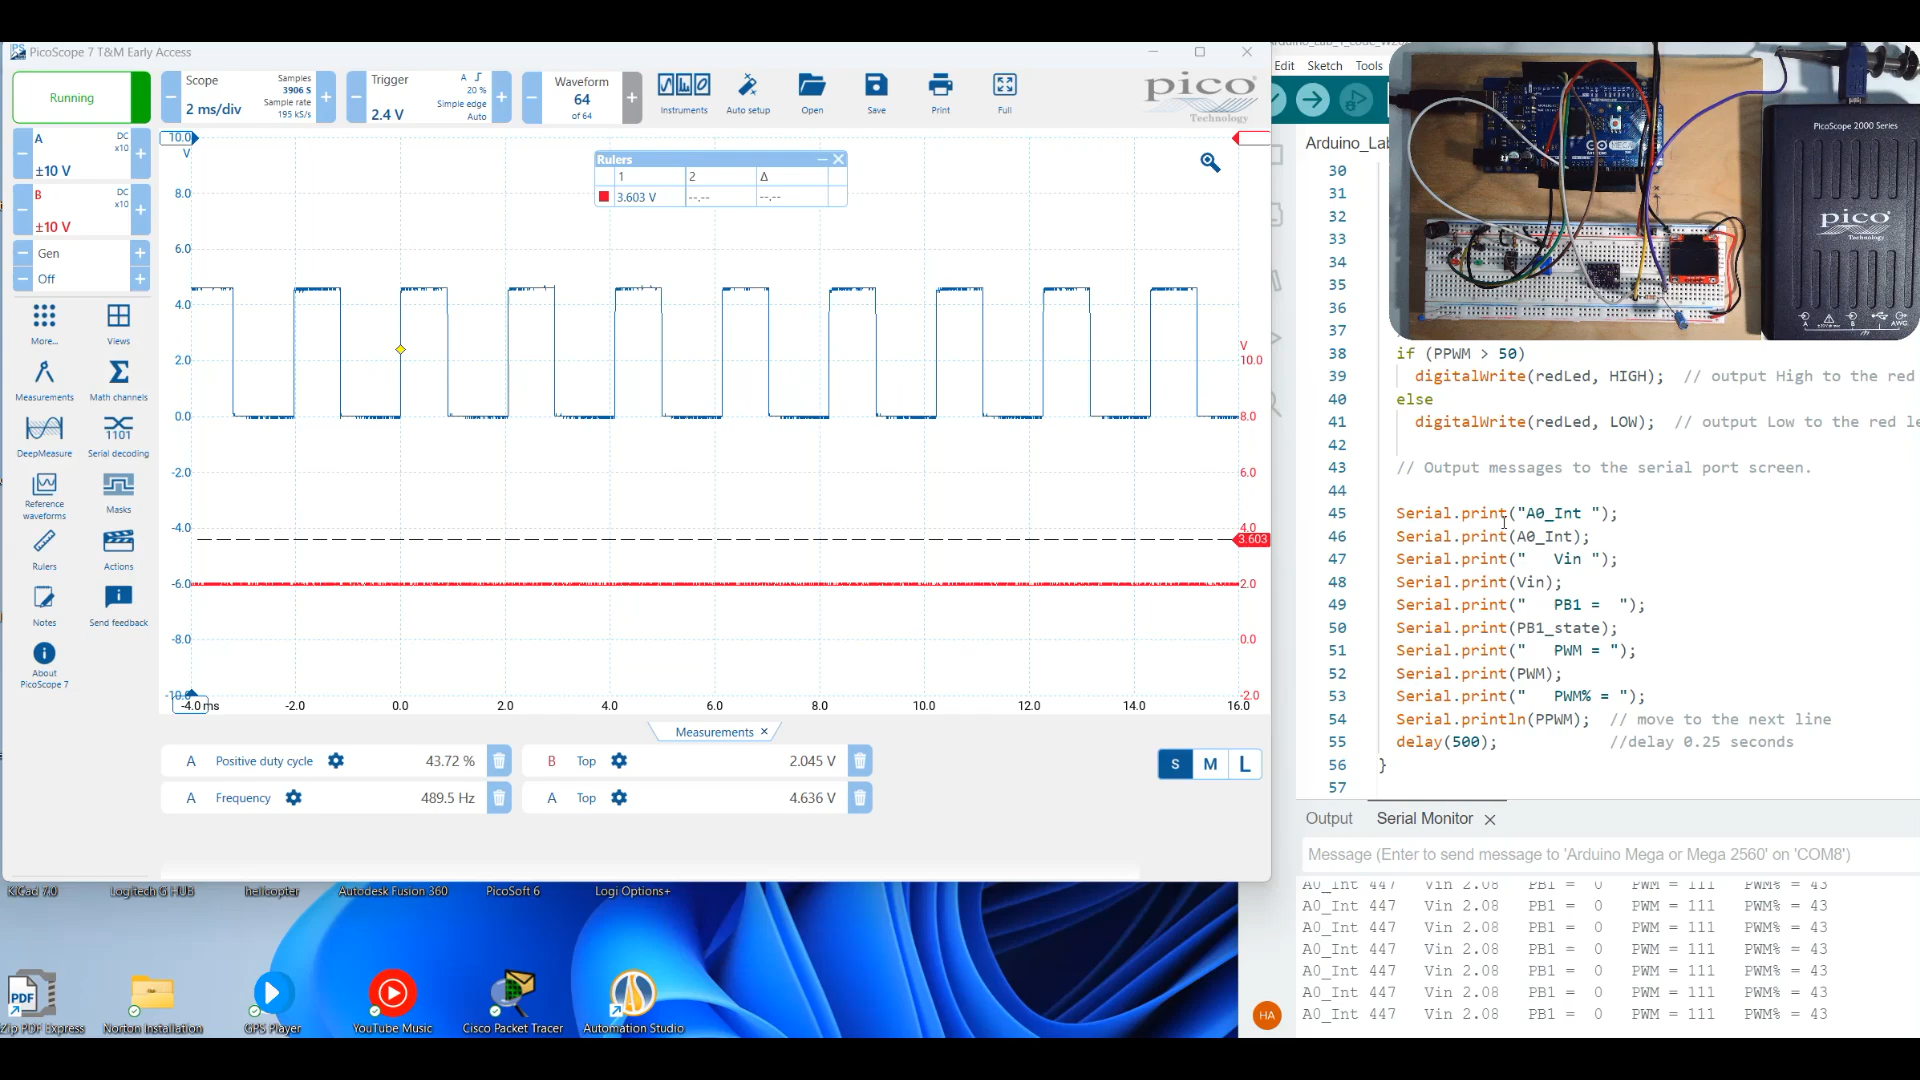 PicoScope 7 T&M Early Access
Running
Scope
2 ms/div
Samples
3906 S
Sample rate
195 kS/s
Trigger
2.4 V
A
20 %
Simple edge
Auto
Waveform
64
of 64
Instruments
Auto setup
Open
Save
Print
Full
pico
Technology
A
DC
x10
±10 V
B
DC
x10
±10 V
Gen
Off
More...
Views
Measurements
Math channels
DeepMeasure
1101
Serial decoding
Reference
waveforms
Masks
Rulers
Actions
Notes
Send feedback
About
PicoScope 7
Rulers
1 2 Δ
3.603 V --.-- --.--
10.0
V
8.0
6.0
4.0
2.0
0.0
-2.0
-4.0
-6.0
-8.0
-10.0
V
10.0
8.0
6.0
4.0
3.603
2.0
0.0
-2.0
-4.0 ms -2.0 0.0 2.0 4.0 6.0 8.0 10.0 12.0 14.0 16.0
Measurements
A Positive duty cycle 43.72 %
B Top 2.045 V
A Frequency 489.5 Hz
A Top 4.636 V
S M L
KiCad 7.0
Logitech G HUB
helicopter
Autodesk Fusion 360
PicoSoft 6
Logi Options+
PDF
Zip PDF Express
Norton Installation
GPS Player
YouTube Music
Cisco Packet Tracer
Automation Studio
HA
Edit Sketch Tools
Arduino_Lab
PicoScope 2000 Series
pico
Technology
MEGA
30
31
32
33
34
35
36
37
38 if (PPWM > 50)
39 digitalWrite(redLed, HIGH); // output High to the red
40 else
41 digitalWrite(redLed, LOW); // output Low to the red le
42
43 // Output messages to the serial port screen.
44
45 Serial.print("A0_Int ");
46 Serial.print(A0_Int);
47 Serial.print("   Vin ");
48 Serial.print(Vin);
49 Serial.print("   PB1 =  ");
50 Serial.print(PB1_state);
51 Serial.print("   PWM = ");
52 Serial.print(PWM);
53 Serial.print("   PWM% = ");
54 Serial.println(PPWM); // move to the next line
55 delay(500); //delay 0.25 seconds
56 }
57
Output Serial Monitor
Message (Enter to send message to 'Arduino Mega or Mega 2560' on 'COM8')
A0_Int 447 Vin 2.08 PB1 = 0 PWM = 111 PWM% = 43
A0_Int 447 Vin 2.08 PB1 = 0 PWM = 111 PWM% = 43
A0_Int 447 Vin 2.08 PB1 = 0 PWM = 111 PWM% = 43
A0_Int 447 Vin 2.08 PB1 = 0 PWM = 111 PWM% = 43
A0_Int 447 Vin 2.08 PB1 = 0 PWM = 111 PWM% = 43
A0_Int 447 Vin 2.08 PB1 = 0 PWM = 111 PWM% = 43
A0_Int 447 Vin 2.08 PB1 = 0 PWM = 111 PWM% = 43